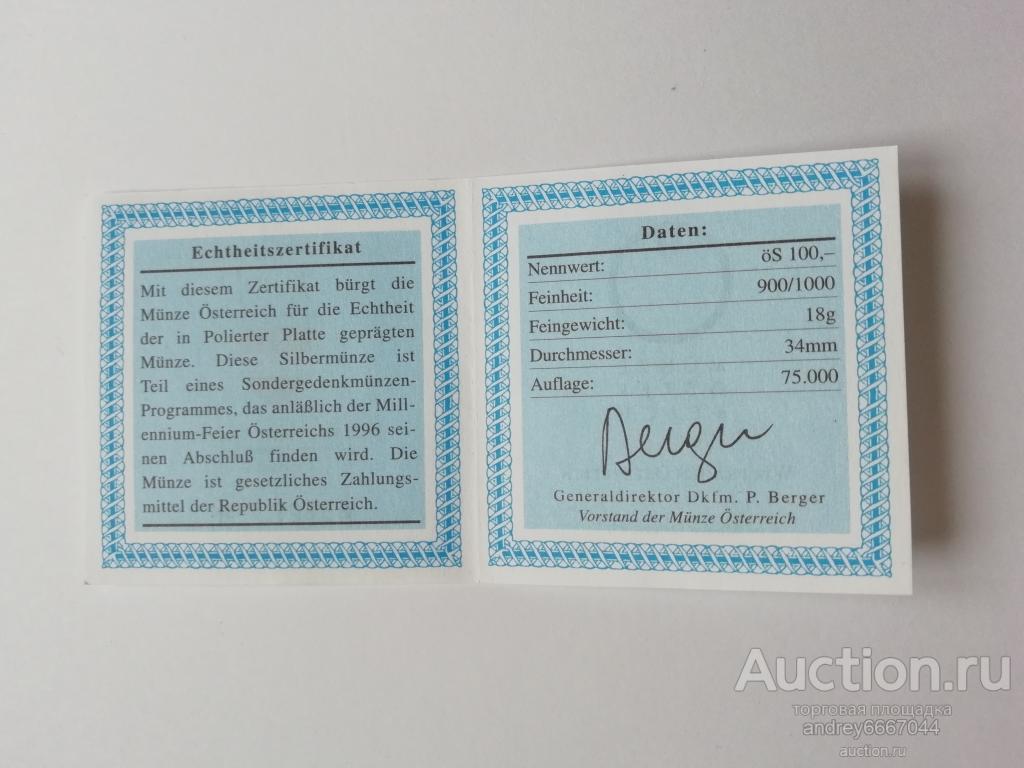 Echtheitszertifikat
Mit diesem Zertifikat bürgt die
Münze Österreich für die Echtheit
der in Polierter Platte geprägten
Münze. Diese Silbermünze ist
Teil eines Sondergedenkmünzen-
Programmes, das anläßlich der Mill-
ennium-Feier Österreichs 1996 sei-
nen Abschluß finden wird. Die
Münze ist gesetzliches Zahlungs-
mittel der Republik Österreich.
Daten:
Nennwert: öS 100,–
Feinheit: 900/1000
Feingewicht: 18g
Durchmesser: 34mm
Auflage: 75.000
Berger
Generaldirektor Dkfm. P. Berger
Vorstand der Münze Österreich
Auction.ru
торговая площадка
andrey6667044
auction.ru